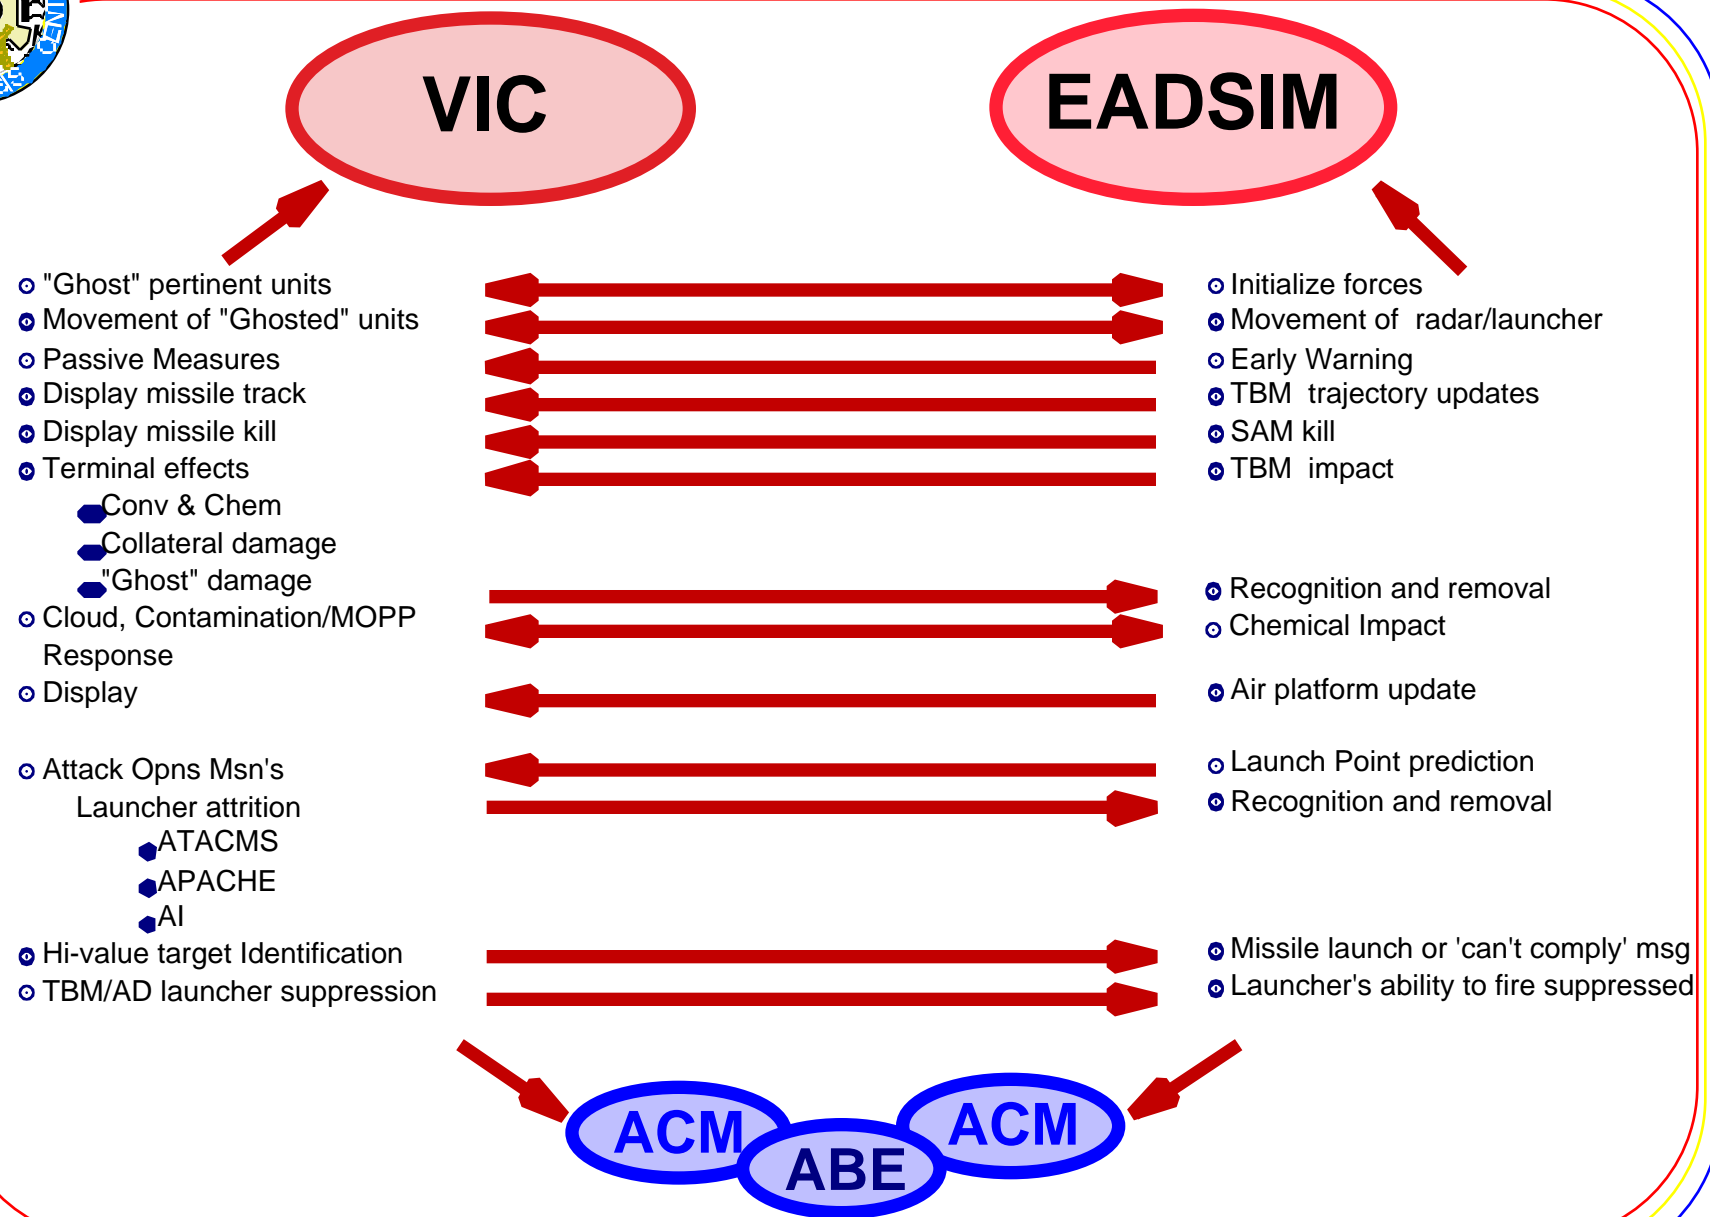 VIC
EADSIM
"Ghost" pertinent units
Movement of "Ghosted" units
Passive Measures
Display missile track
Display missile kill
Terminal effects
Conv & Chem
Collateral damage
"Ghost" damage
Cloud, Contamination/MOPP
Response
Display
Attack Opns Msn's
Launcher attrition
ATACMS
APACHE
AI
Hi-value target Identification
TBM/AD launcher suppression
Initialize forces
Movement of radar/launcher
Early Warning
TBM trajectory updates
SAM kill
TBM impact
Recognition and removal
Chemical Impact
Air platform update
Launch Point prediction
Recognition and removal
Missile launch or 'can't comply' msg
Launcher's ability to fire suppressed
ACM
ABE
ACM